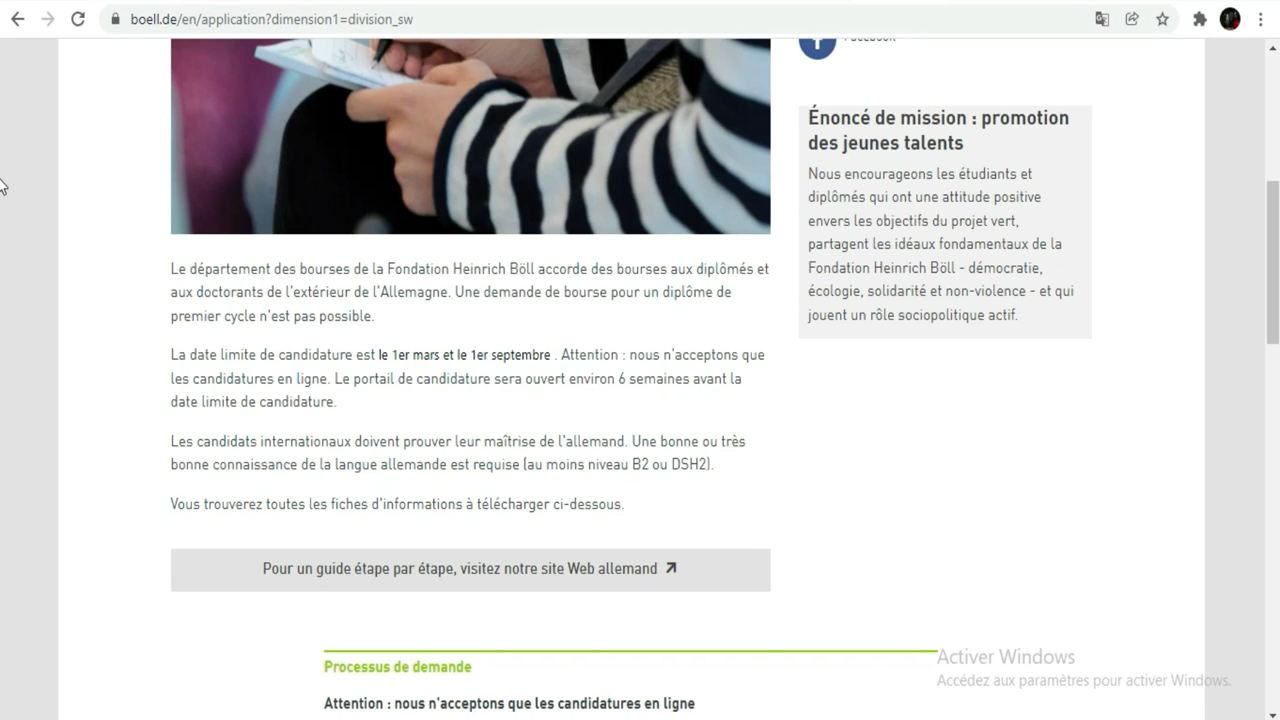 boell.de/en/application?dimension1=division_sw
Facebook
Énoncé de mission : promotion
des jeunes talents
Nous encourageons les étudiants et
diplômés qui ont une attitude positive
envers les objectifs du projet vert,
partagent les idéaux fondamentaux de la
Fondation Heinrich Böll - démocratie,
écologie, solidarité et non-violence - et qui
jouent un rôle sociopolitique actif.
Le département des bourses de la Fondation Heinrich Böll accorde des bourses aux diplômés et
aux doctorants de l'extérieur de l'Allemagne. Une demande de bourse pour un diplôme de
premier cycle n'est pas possible.
La date limite de candidature est le 1er mars et le 1er septembre . Attention : nous n'acceptons que
les candidatures en ligne. Le portail de candidature sera ouvert environ 6 semaines avant la
date limite de candidature.
Les candidats internationaux doivent prouver leur maîtrise de l'allemand. Une bonne ou très
bonne connaissance de la langue allemande est requise (au moins niveau B2 ou DSH2).
Vous trouverez toutes les fiches d'informations à télécharger ci-dessous.
Pour un guide étape par étape, visitez notre site Web allemand
Processus de demande
Attention : nous n'acceptons que les candidatures en ligne
Activer Windows
Accédez aux paramètres pour activer Windows.